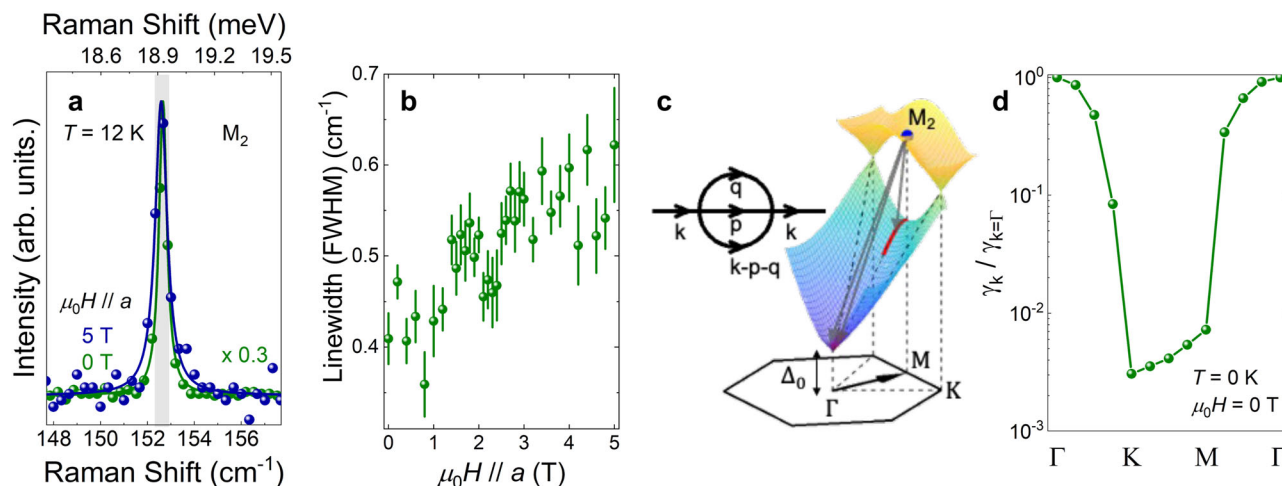 Raman Shift (meV)
18.6 18.9 19.2 19.5
a
T = 12 K
M₂
μ₀H // a
5 T
0 T
x 0.3
Intensity (arb. units.)
148 150 152 154 156
Raman Shift (cm⁻¹)
b
Linewidth (FWHM) (cm⁻¹)
0.7
0.6
0.5
0.4
0 1 2 3 4 5
μ₀H // a (T)
c
M₂
q
p
k k
k-p-q
Δ₀
M
Γ
K
d
γₖ / γₖ₌Γ
10⁰
10⁻¹
10⁻²
10⁻³
T = 0 K
μ₀H = 0 T
Γ K M Γ